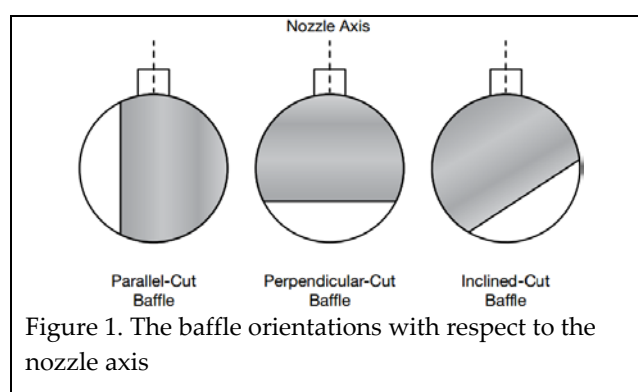 Nozzle Axis
Parallel-Cut
Baffle
Perpendicular-Cut
Baffle
Inclined-Cut
Baffle
Figure 1. The baffle orientations with respect to the
nozzle axis